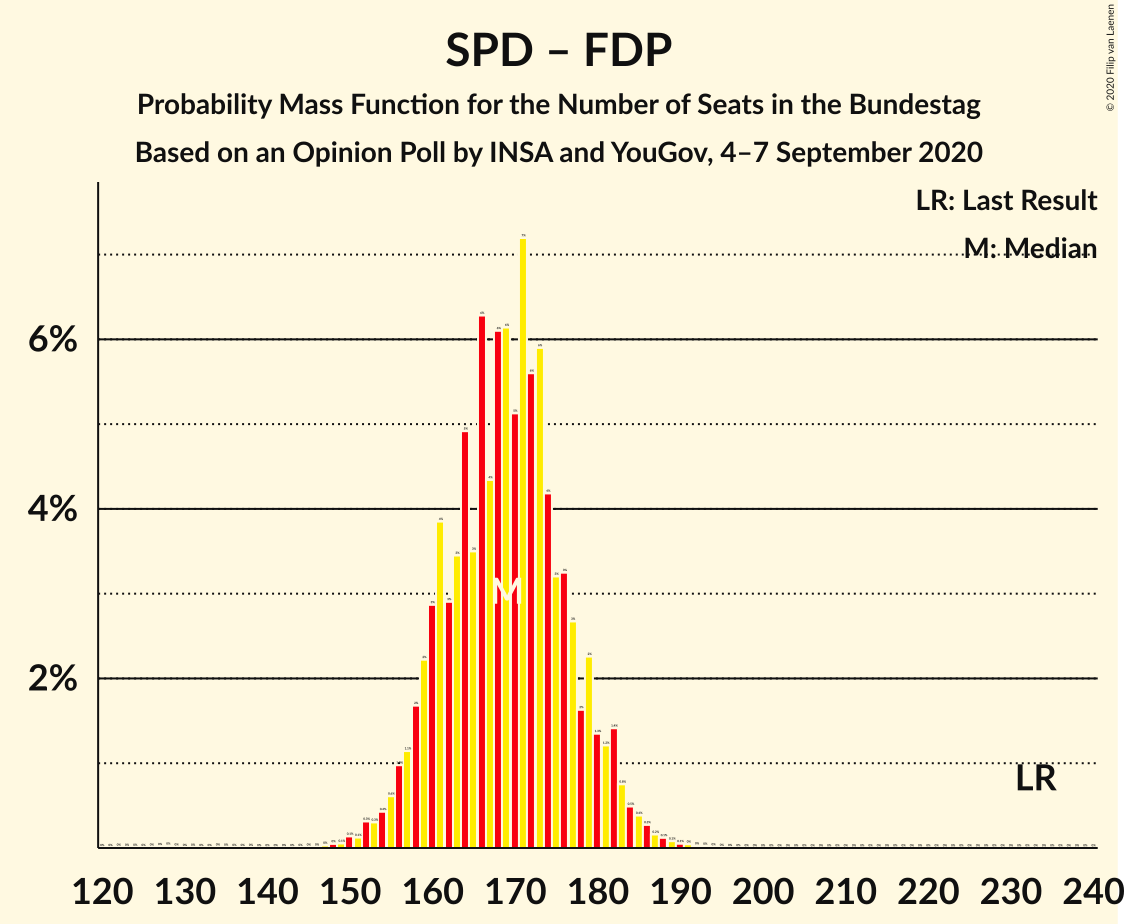 SPD – FDP
Probability Mass Function for the Number of Seats in the Bundestag
Based on an Opinion Poll by INSA and YouGov, 4–7 September 2020
© 2020 Filip van Laenen
LR: Last Result
M: Median
6%
4%
2%
M
LR
120 130 140 150 160 170 180 190 200 210 220 230 240